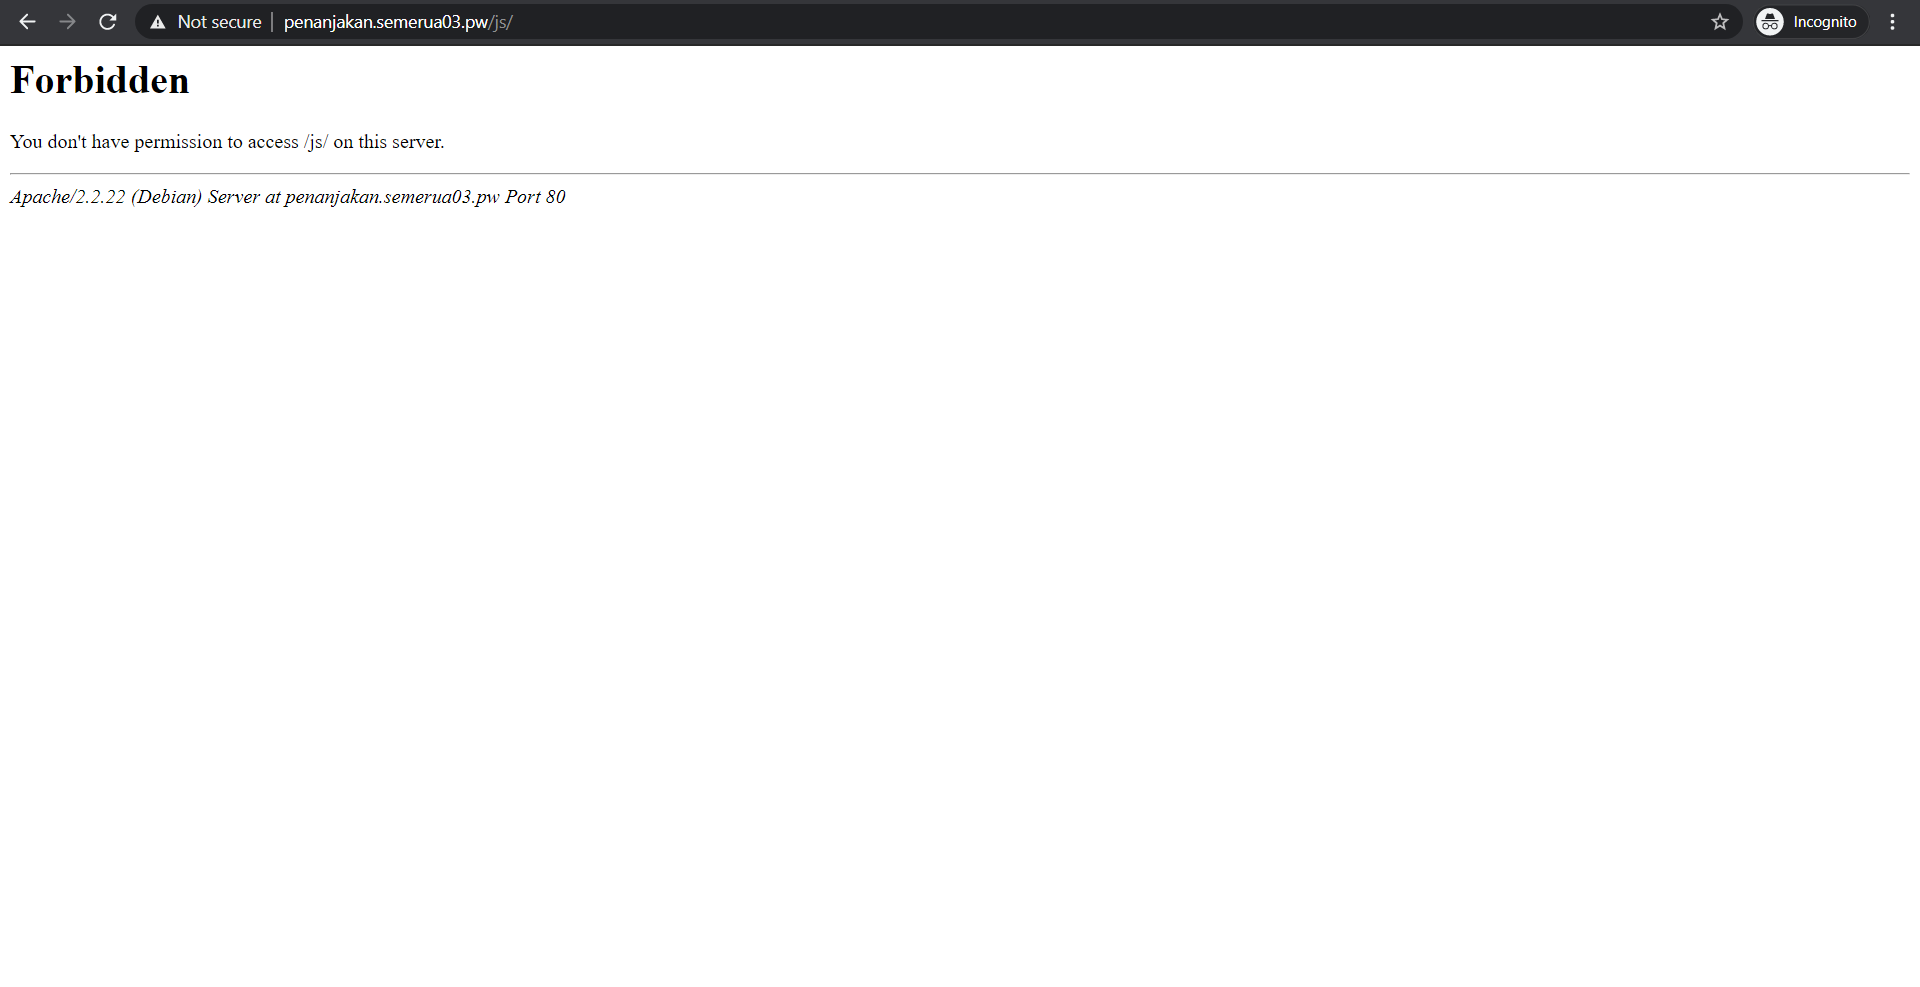 Not secure | penanjakan.semerua03.pw/js/ Incognito
Forbidden
You don't have permission to access /js/ on this server.
Apache/2.2.22 (Debian) Server at penanjakan.semerua03.pw Port 80